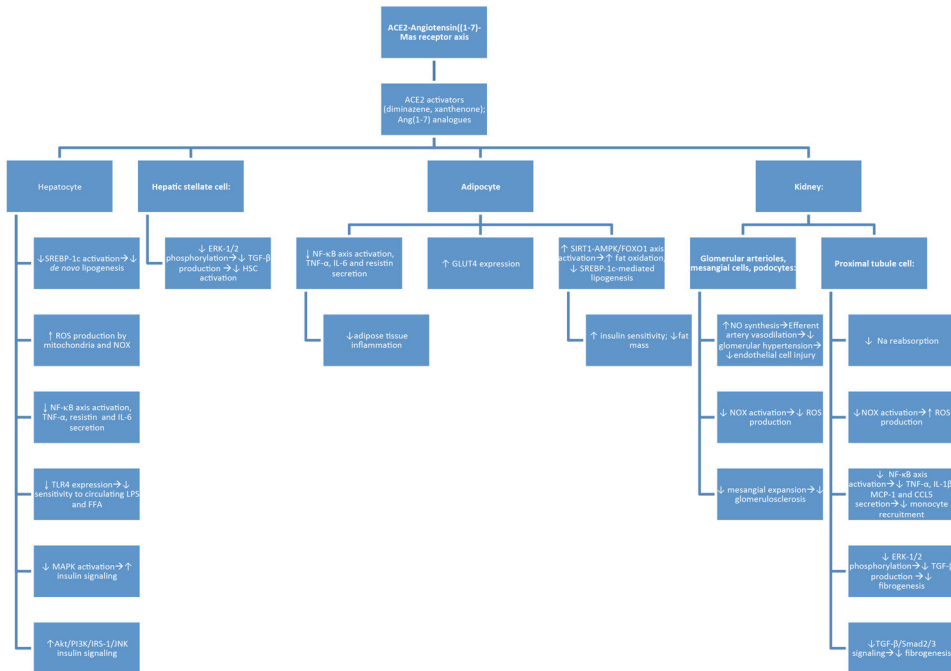 ACE2-Angiotensin((1-7)-
Mas receptor axis
ACE2 activators
(diminazene, xanthenone);
Ang(1-7) analogues
Hepatocyte
↓SREBP-1c activation→↓
de novo lipogenesis
↑ ROS production by
mitochondria and NOX
↓ NF-κB axis activation,
TNF-α, resistin and IL-6
secretion
↓ TLR4 expression→↓
sensitivity to circulating LPS
and FFA
↓ MAPK activation→↑
insulin signaling
↑Akt/PI3K/IRS-1/JNK
insulin signaling
Hepatic stellate cell:
↓ ERK-1/2
phosphorylation→↓ TGF-β
production→↓ HSC
activation
Adipocyte
↓ NF-κB axis activation,
TNF-α, IL-6 and resistin
secretion
↓adipose tissue
inflammation
↑ GLUT4 expression
↑ SIRT1-AMPK/FOXO1 axis
activation→↑ fat oxidation,
↓ SREBP-1c-mediated
lipogenesis
↑ insulin sensitivity; ↓fat
mass
Kidney:
Glomerular arterioles,
mesangial cells, podocytes:
↑NO synthesis→Efferent
artery vasodilation→↓
glomerular hypertension→
↓endothelial cell injury
↓ NOX activation→↓ ROS
production
↓ mesangial expansion→↓
glomerulosclerosis
Proximal tubule cell:
↓ Na reabsorption
↓NOX activation→↑ ROS
production
↓ NF-κB axis
activation→↓ TNF-α, IL-1β,
MCP-1 and CCL5
secretion→↓ monocyte
recruitment
↓ ERK-1/2
phosphorylation→↓ TGF-β
production →↓
fibrogenesis
↓TGF-β/Smad2/3
signaling→↓ fibrogenesis